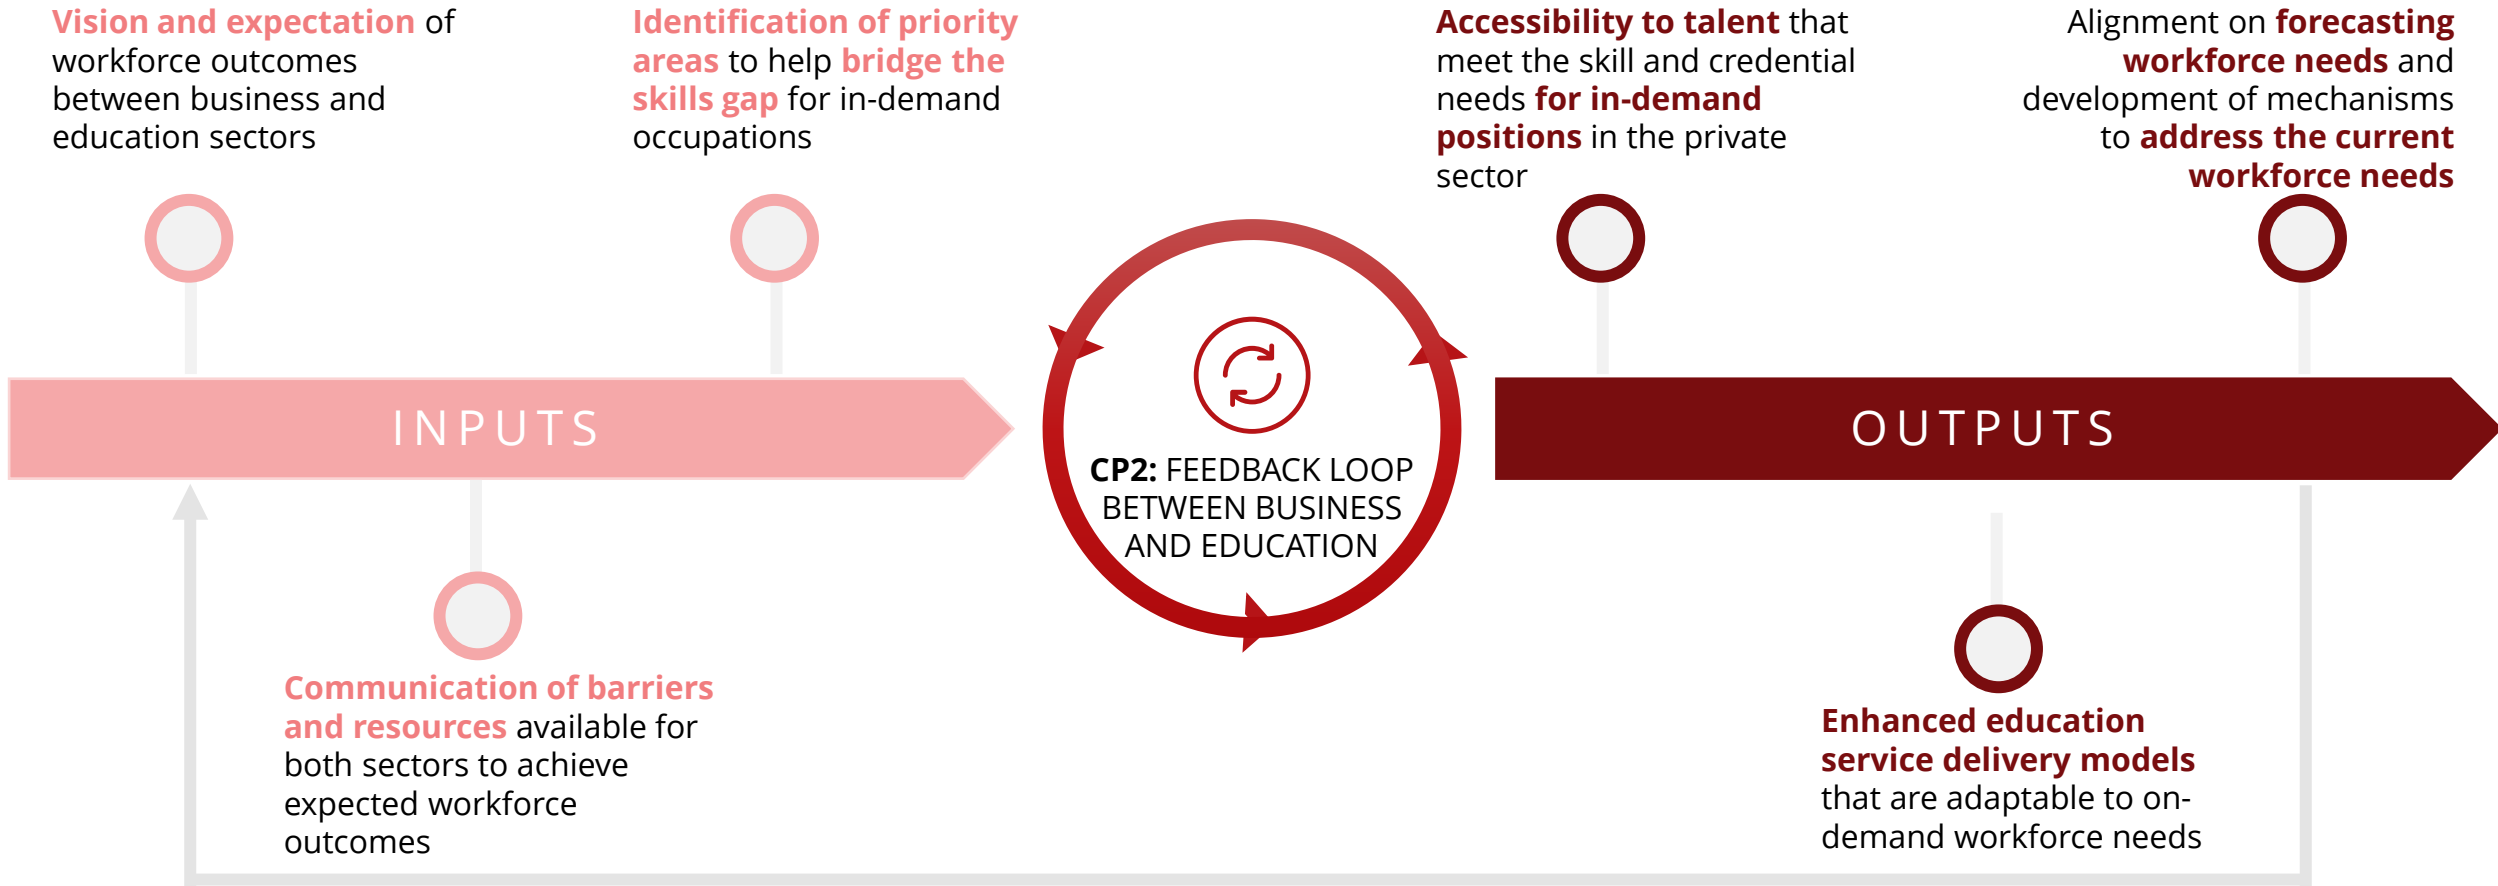 Vision and expectation of
workforce outcomes
between business and
education sectors
Identification of priority
areas to help bridge the
skills gap for in-demand
occupations
Accessibility to talent that
meet the skill and credential
needs for in-demand
positions in the private
sector
Alignment on forecasting
workforce needs and
development of mechanisms
to address the current
workforce needs
INPUTS
CP2: FEEDBACK LOOP
BETWEEN BUSINESS
AND EDUCATION
OUTPUTS
Communication of barriers
and resources available for
both sectors to achieve
expected workforce
outcomes
Enhanced education
service delivery models
that are adaptable to on-
demand workforce needs